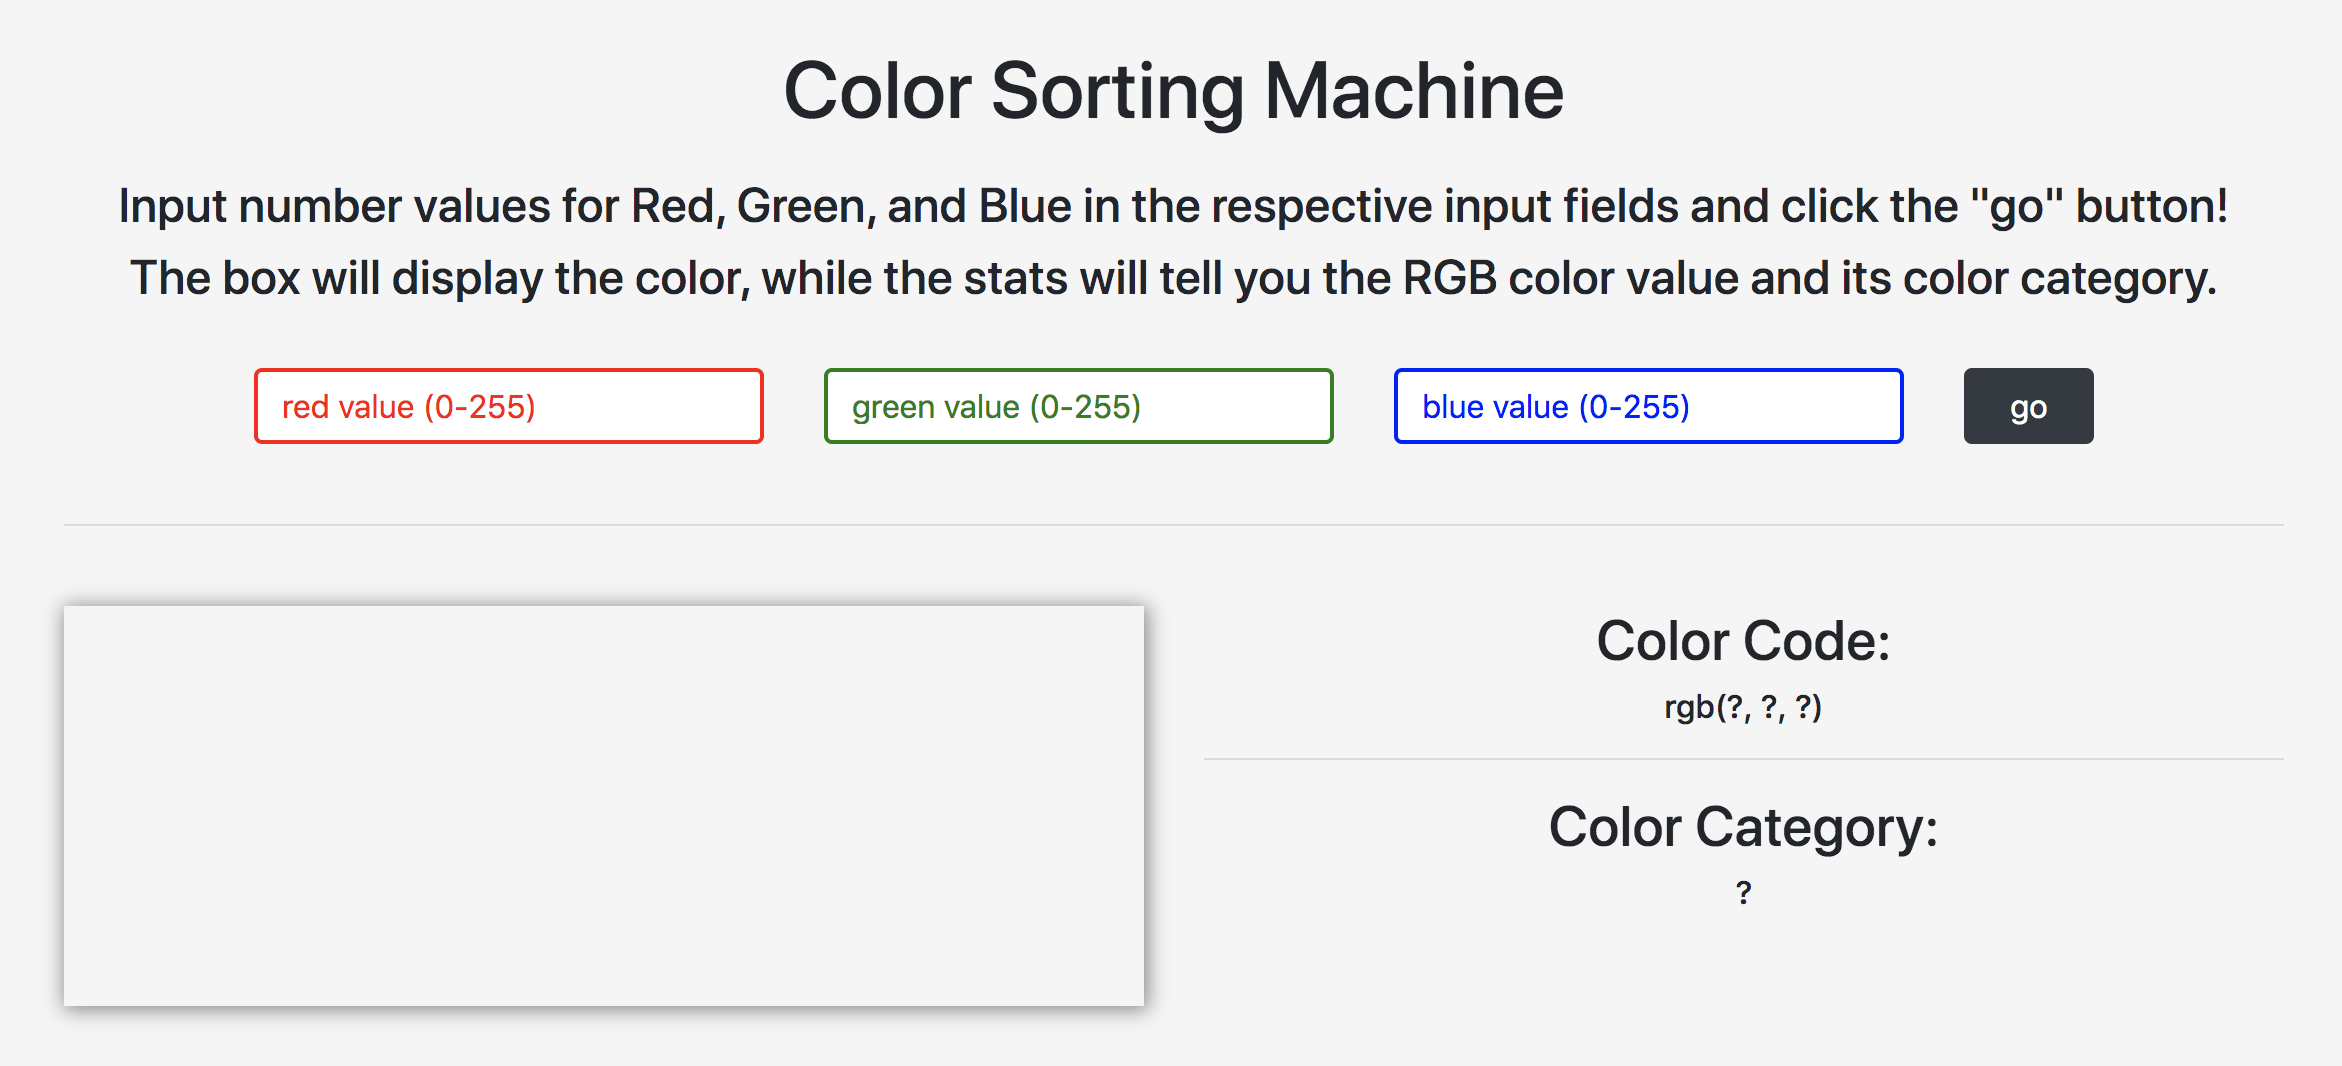 Color Sorting Machine
Input number values for Red, Green, and Blue in the respective input fields and click the "go" button!
The box will display the color, while the stats will tell you the RGB color value and its color category.
red value (0-255)
green value (0-255)
blue value (0-255)
go
Color Code:
rgb(?, ?, ?)
Color Category:
?